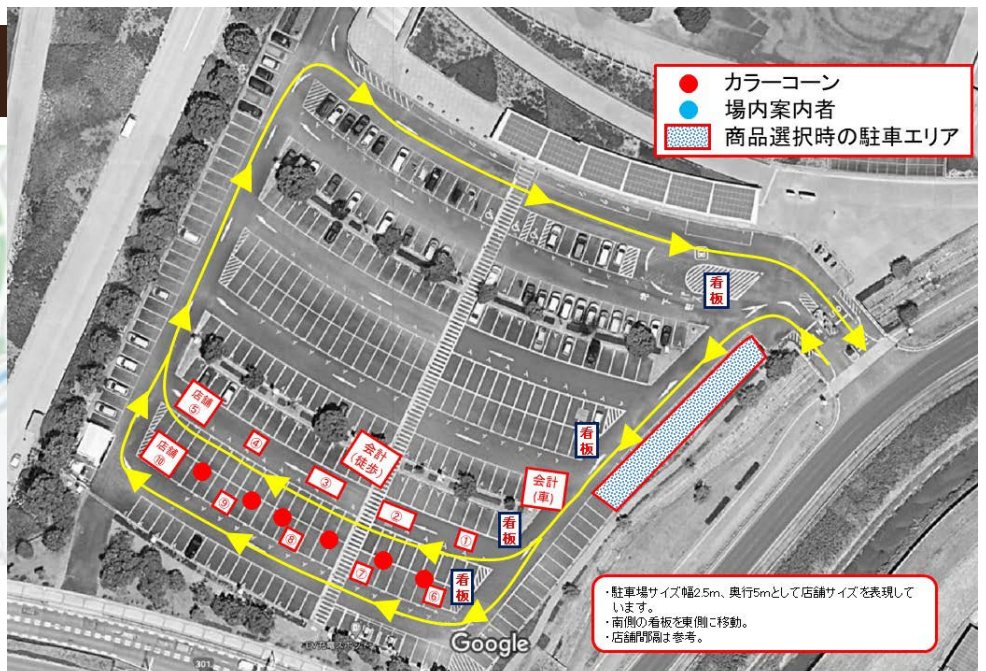 カラーコーン
場内案内者
商品選択時の駐車エリア
看板
看板
看板
看板
店舗
⑤
④
③
②
①
店舗
⑩
⑨
⑧
⑦
⑥
会計
(徒歩)
会計
(車)
・駐車場サイズ幅2.5m、奥行5mとして店舗サイズを表現して
います。
・南側の看板を東側に移動。
・店舗間隔は参考。
Google
301